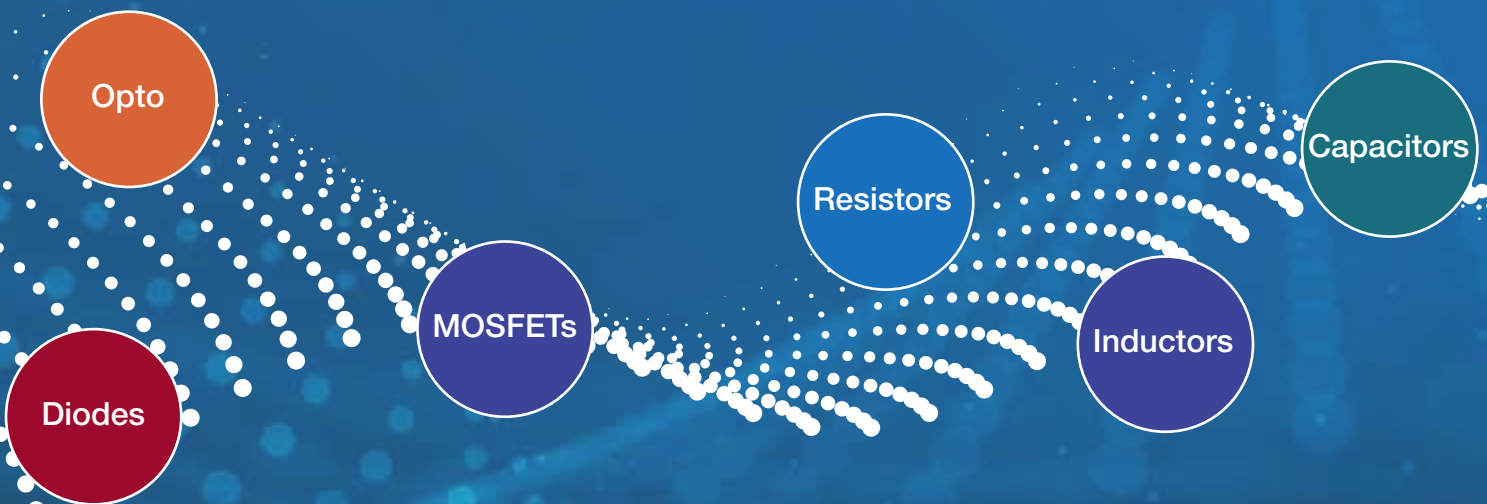 Opto
Diodes
MOSFETs
Resistors
Inductors
Capacitors